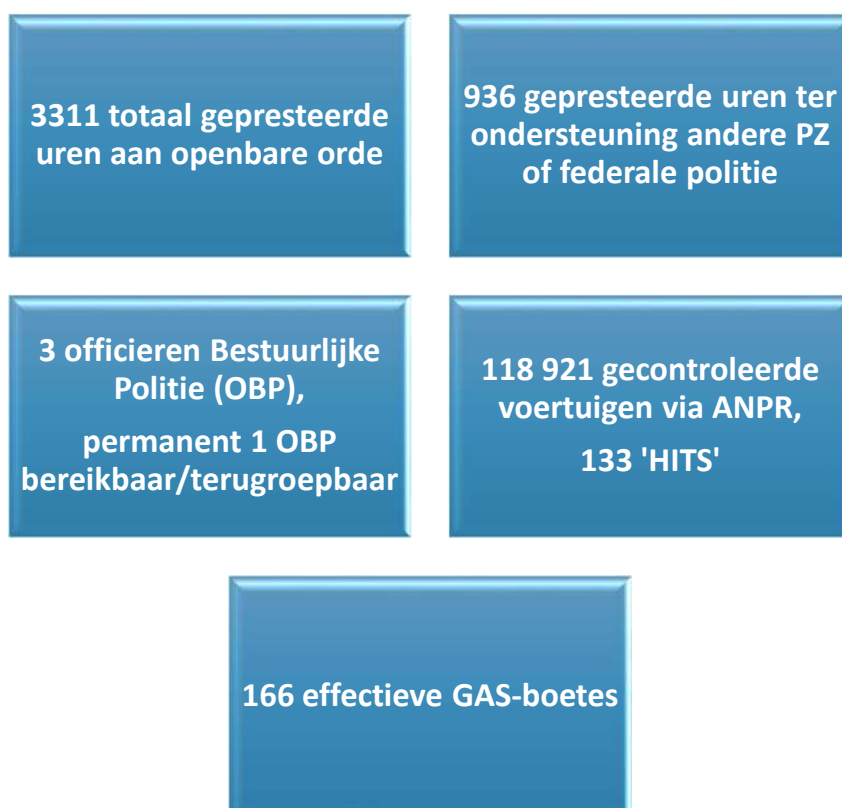 3311 totaal gepresteerde
uren aan openbare orde
936 gepresteerde uren ter
ondersteuning andere PZ
of federale politie
3 officieren Bestuurlijke
Politie (OBP),
permanent 1 OBP
bereikbaar/terugroepbaar
118 921 gecontroleerde
voertuigen via ANPR,
133 'HITS'
166 effectieve GAS-boetes